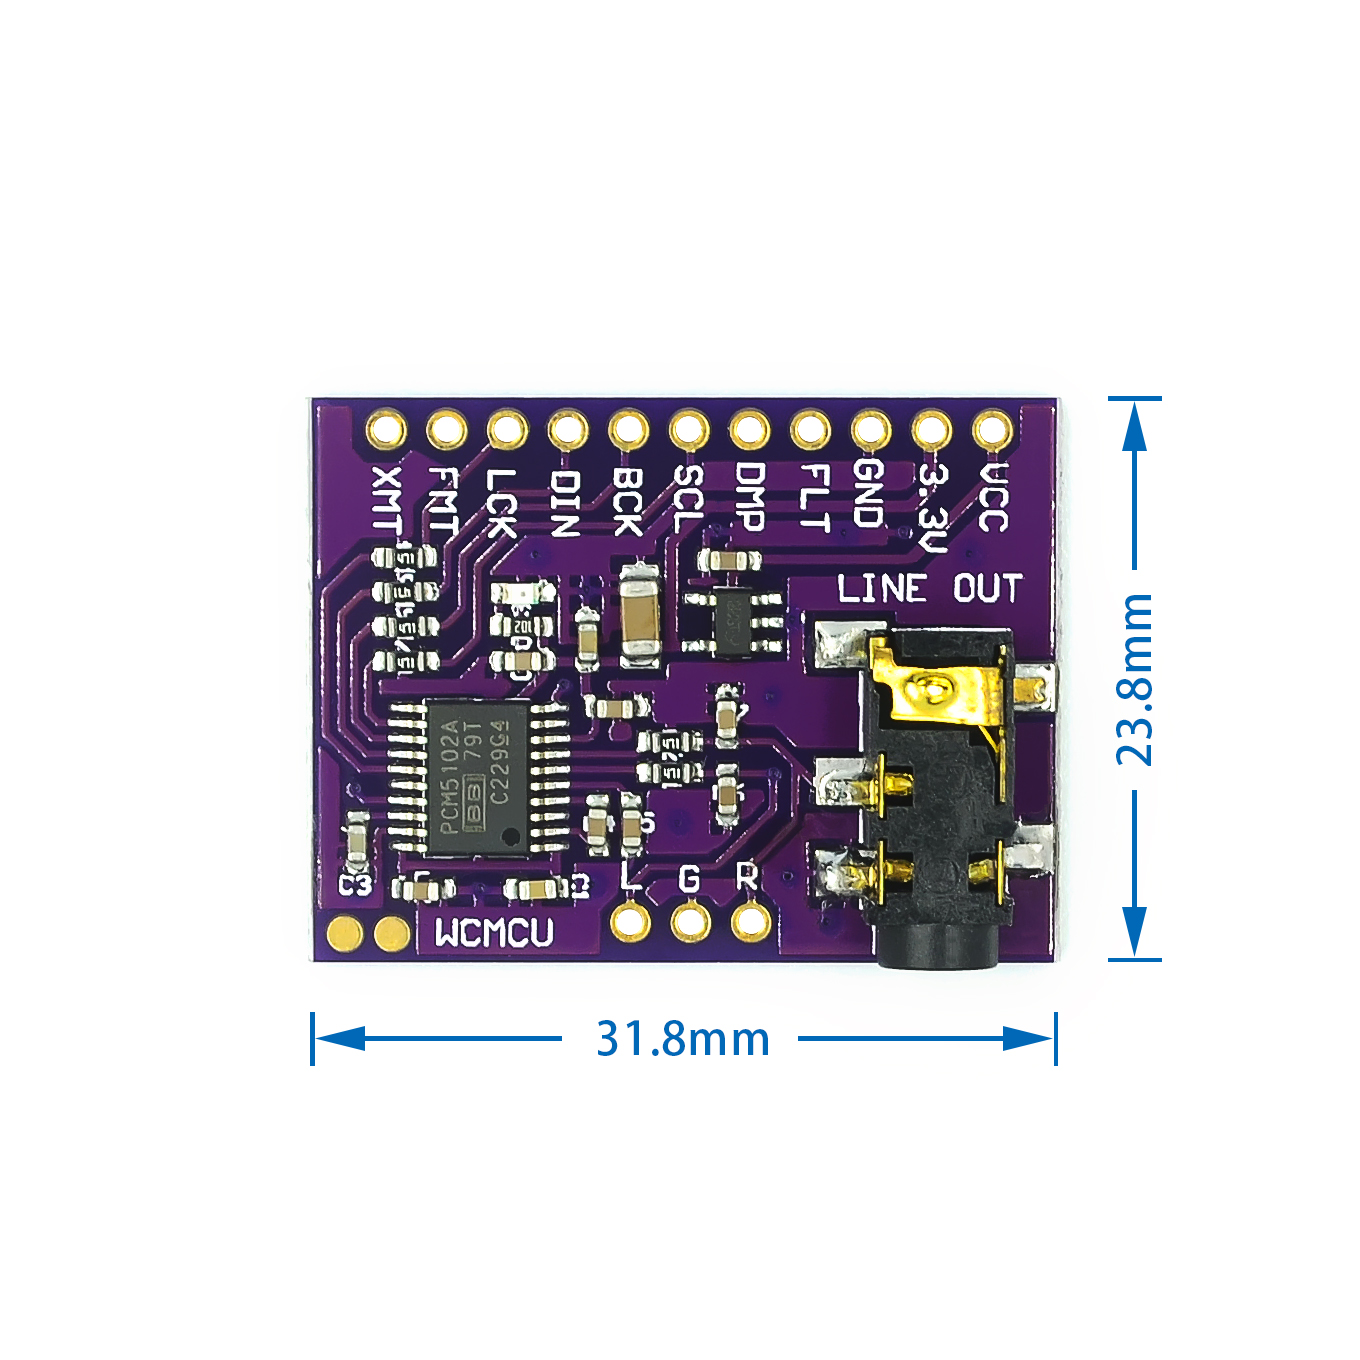 XMT
FMT
LCK
DIN
BCK
SCL
DMP
FLT
GND
3.3V
VCC
LINE OUT
PCM5102A
79T
C229G4
C3
L G R
WCMCU
23.8mm
31.8mm